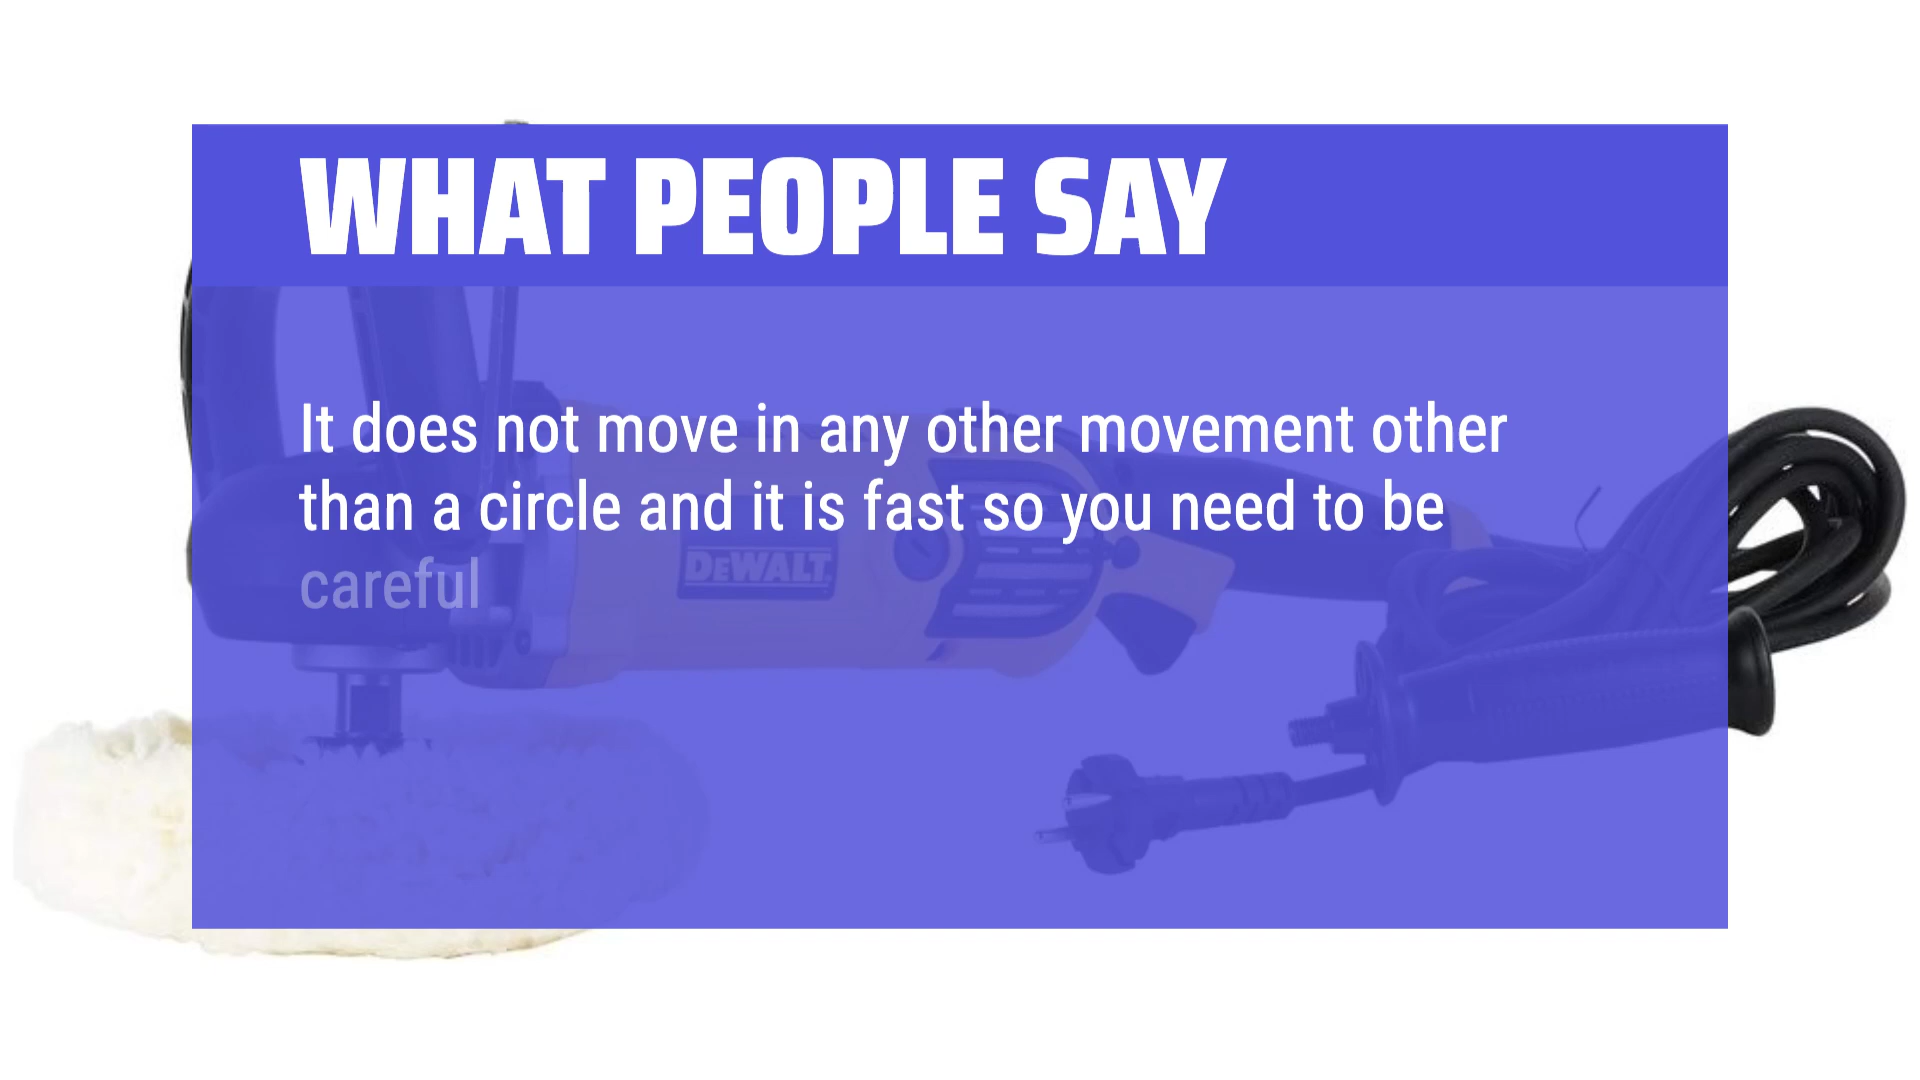 WHAT PEOPLE SAY
It does not move in any other movement other
than a circle and it is fast so you need to be
careful
DEWALT